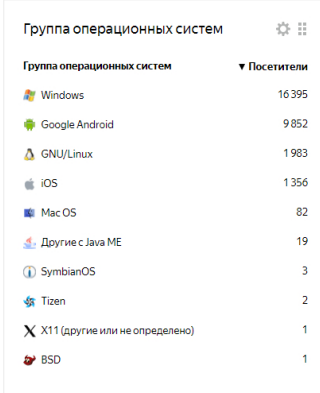 Группа операционных систем
Группа операционных систем ▼ Посетители
Windows 16 395
Google Android 9 852
GNU/Linux 1 983
iOS 1 356
Mac OS 82
Другие с Java ME 19
SymbianOS 3
Tizen 2
X11 (другие или не определено) 1
BSD 1